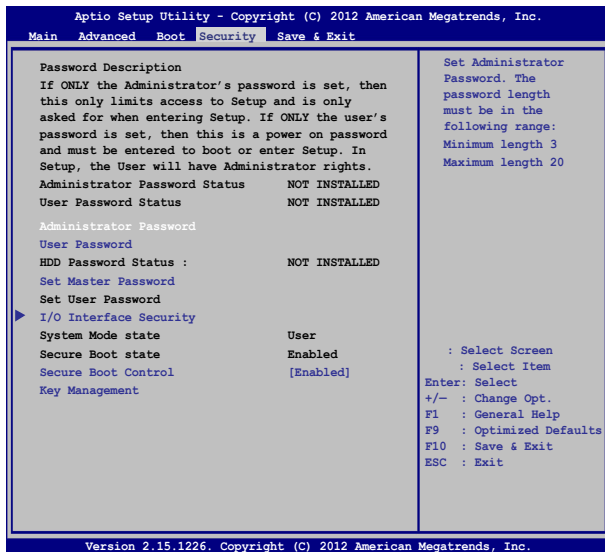 Aptio Setup Utility - Copyright (C) 2012 American Megatrends, Inc.
Main Advanced Boot Security Save & Exit
Password Description
If ONLY the Administrator's password is set, then
this only limits access to Setup and is only
asked for when entering Setup. If ONLY the user's
password is set, then this is a power on password
and must be entered to boot or enter Setup. In
Setup, the User will have Administrator rights.
Administrator Password Status NOT INSTALLED
User Password Status NOT INSTALLED
Administrator Password
User Password
HDD Password Status : NOT INSTALLED
Set Master Password
Set User Password
I/O Interface Security
System Mode state User
Secure Boot state Enabled
Secure Boot Control [Enabled]
Key Management
Set Administrator
Password. The
password length
must be in the
following range:
Minimum length 3
Maximum length 20
: Select Screen
: Select Item
Enter: Select
+/— : Change Opt.
F1 : General Help
F9 : Optimized Defaults
F10 : Save & Exit
ESC : Exit
Version 2.15.1226. Copyright (C) 2012 American Megatrends, Inc.